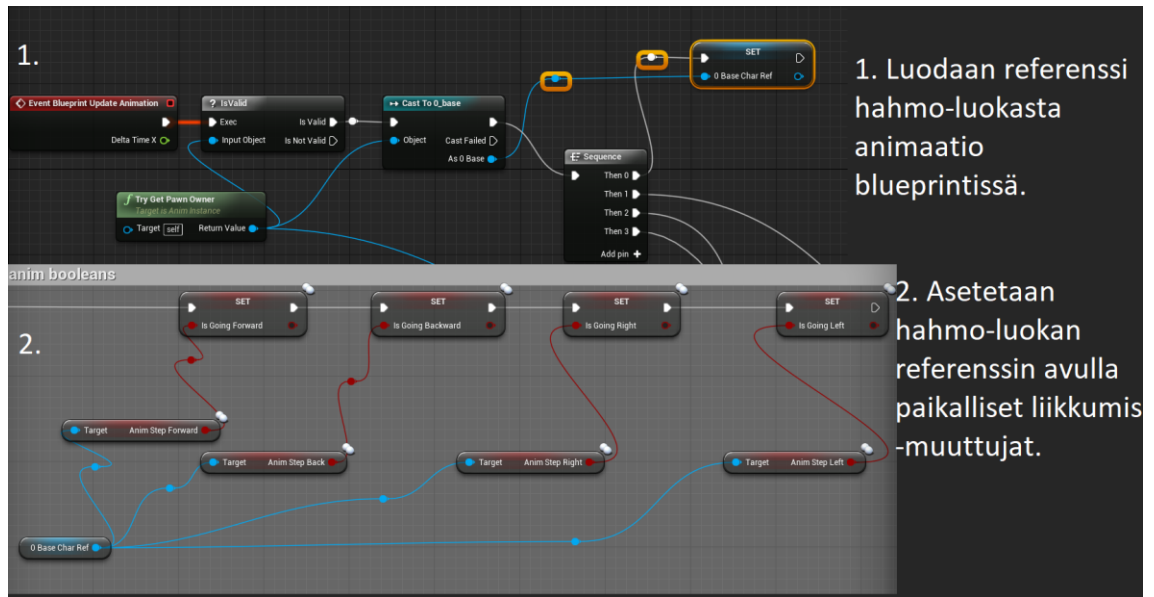 1.
Event Blueprint Update Animation
Delta Time X
? IsValid
Exec
Is Valid
Input Object
Is Not Valid
Cast To 0_base
Object
Cast Failed
As 0 Base
SET
0 Base Char Ref
Sequence
Then 0
Then 1
Then 2
Then 3
Add pin +
f Try Get Pawn Owner
Target is Anim Instance
Target self
Return Value
1. Luodaan referenssi
hahmo-luokasta
animaatio
blueprintissä.
anim booleans
2.
SET
Is Going Forward
SET
Is Going Backward
SET
Is Going Right
SET
Is Going Left
Target Anim Step Forward
Target Anim Step Back
Target Anim Step Right
Target Anim Step Left
0 Base Char Ref
2. Asetetaan
hahmo-luokan
referenssin avulla
paikalliset liikkumis
-muuttujat.